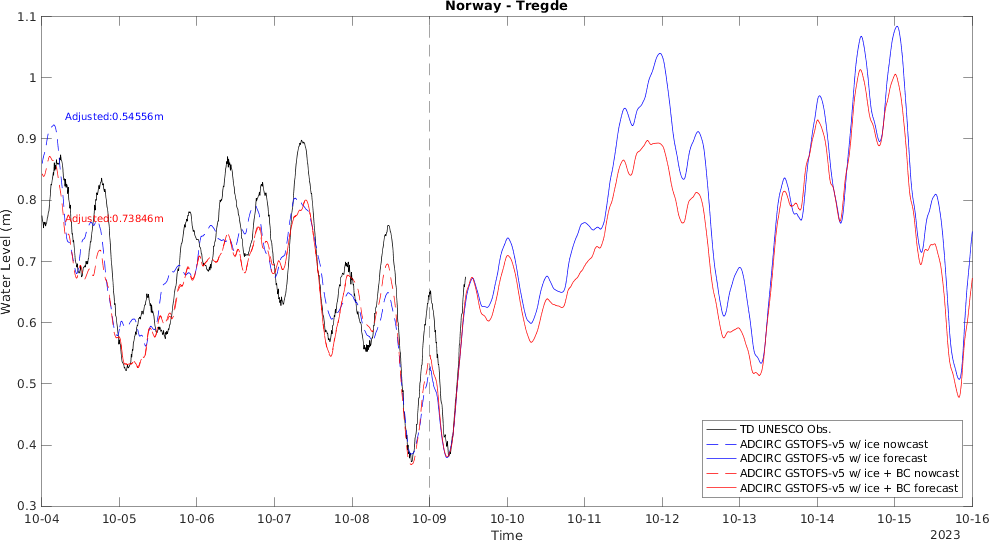 Norway - Tregde
Water Level (m)
1.1
1
0.9
0.8
0.7
0.6
0.5
0.4
0.3
Adjusted:0.54556m
Adjusted:0.73846m
TD UNESCO Obs.
ADCIRC GSTOFS-v5 w/ ice nowcast
ADCIRC GSTOFS-v5 w/ ice forecast
ADCIRC GSTOFS-v5 w/ ice + BC nowcast
ADCIRC GSTOFS-v5 w/ ice + BC forecast
10-04 10-05 10-06 10-07 10-08 10-09 10-10 10-11 10-12 10-13 10-14 10-15 10-16
Time
2023